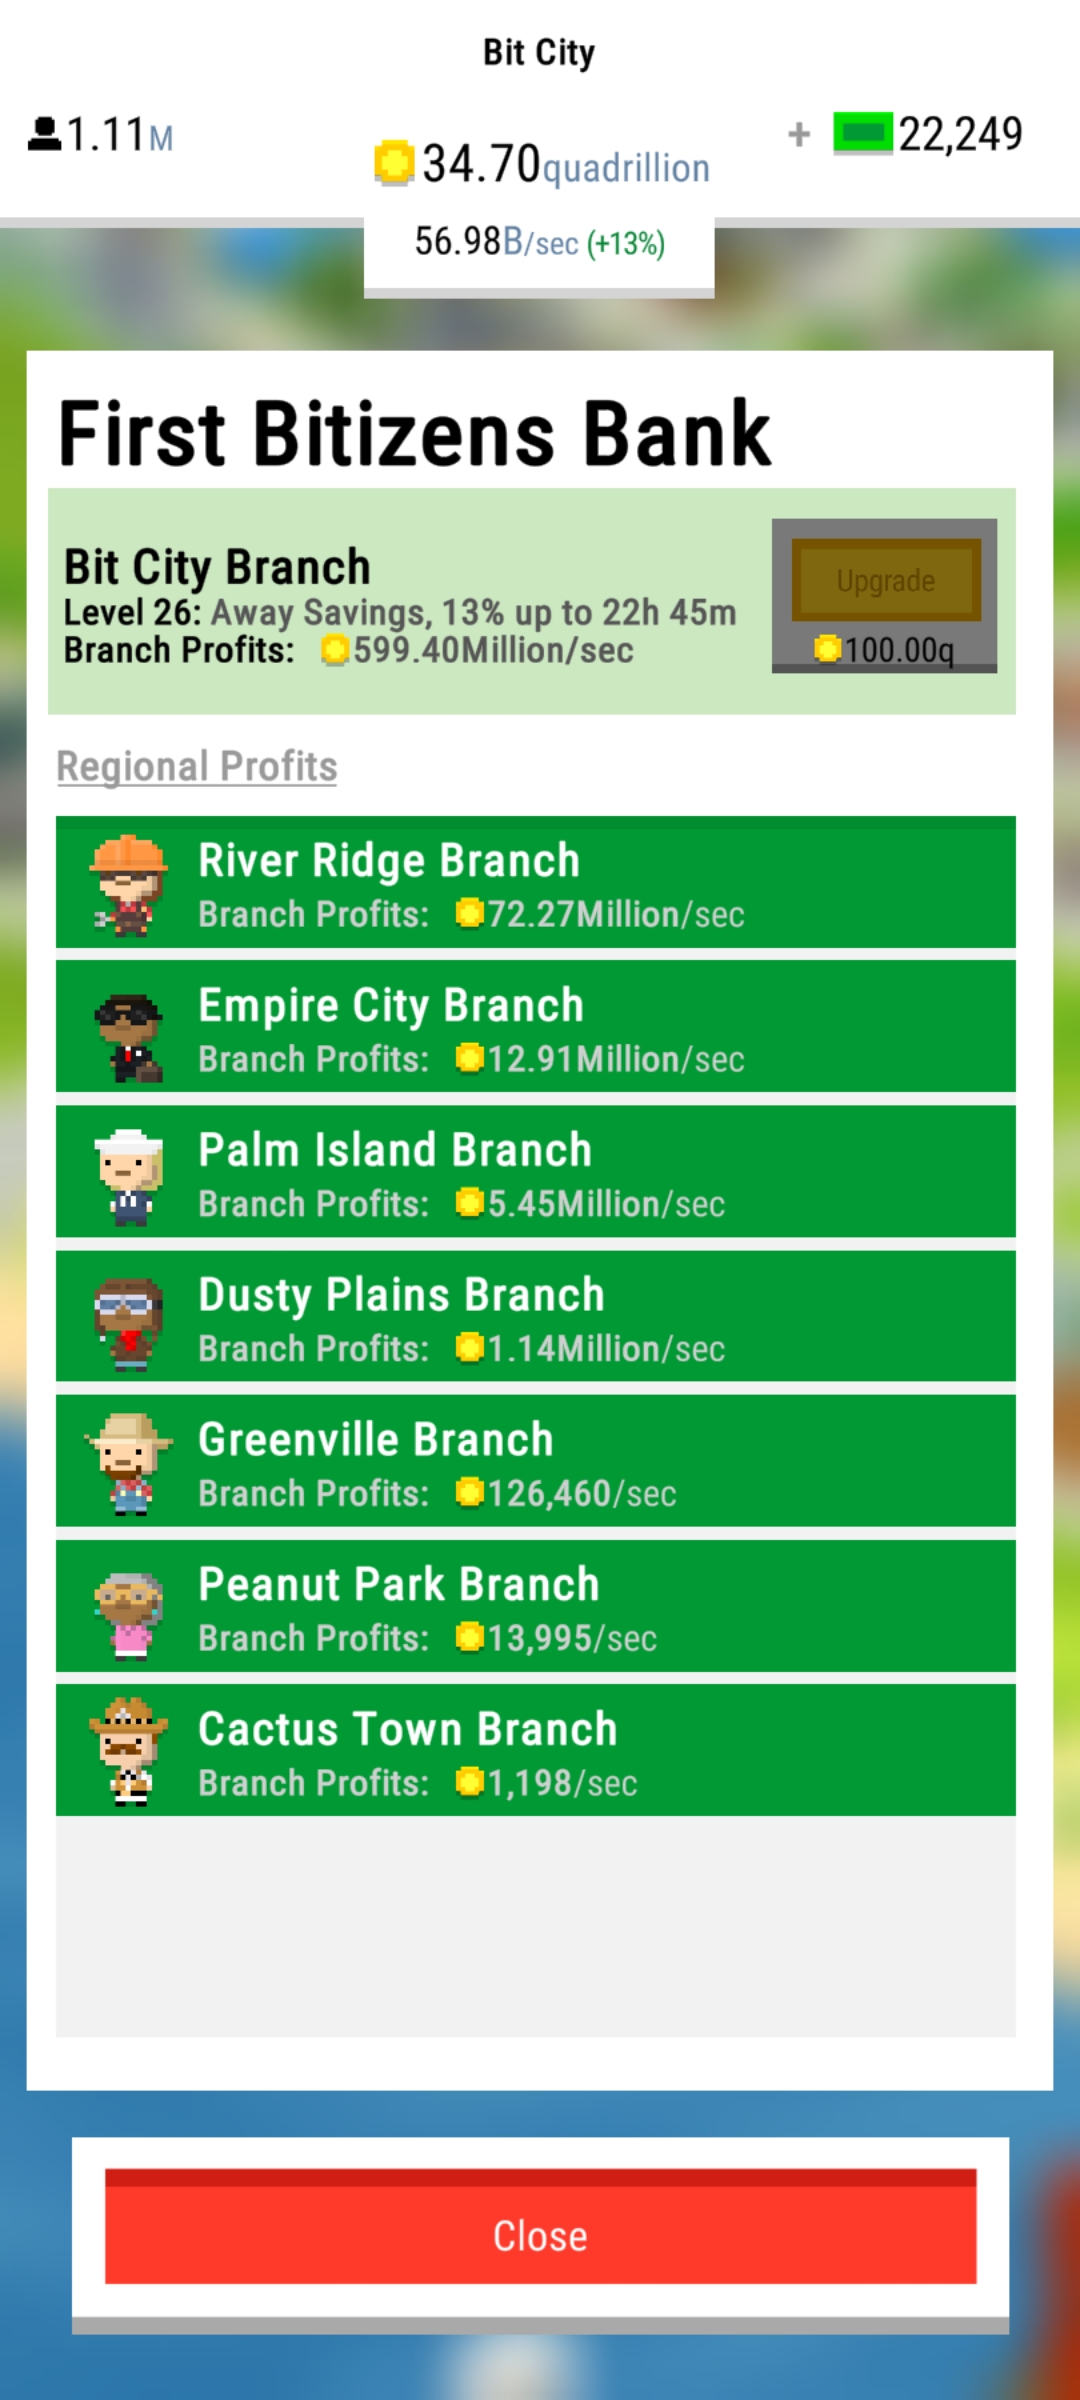 Bit City
1.11M
34.70quadrillion
+ 22,249
56.98B/sec (+13%)
First Bitizens Bank
Bit City Branch
Level 26: Away Savings, 13% up to 22h 45m
Branch Profits: 599.40Million/sec
Upgrade
100.00q
Regional Profits
River Ridge Branch
Branch Profits: 72.27Million/sec
Empire City Branch
Branch Profits: 12.91Million/sec
Palm Island Branch
Branch Profits: 5.45Million/sec
Dusty Plains Branch
Branch Profits: 1.14Million/sec
Greenville Branch
Branch Profits: 126,460/sec
Peanut Park Branch
Branch Profits: 13,995/sec
Cactus Town Branch
Branch Profits: 1,198/sec
Close